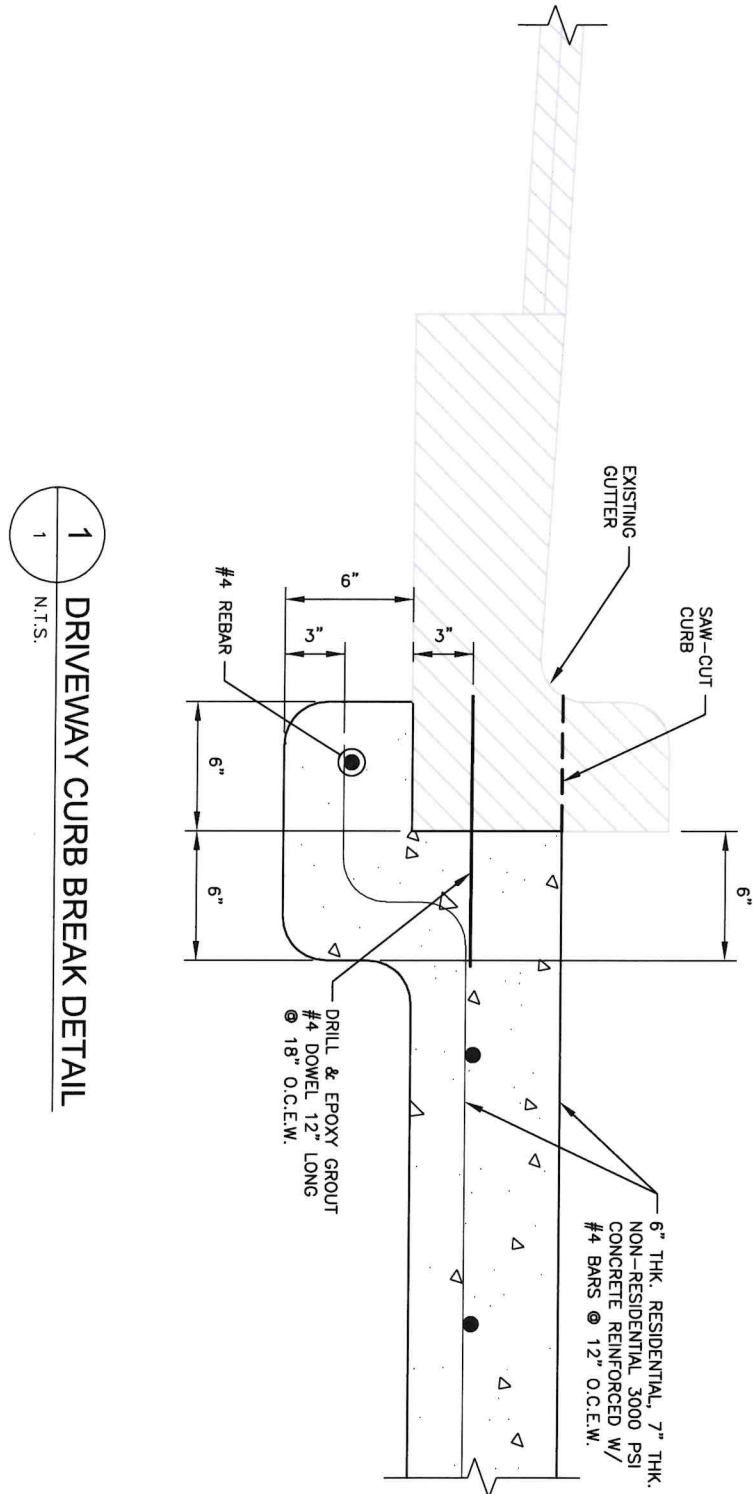 SAW-CUT
CURB
EXISTING
GUTTER
6"
6" THK. RESIDENTIAL, 7" THK.
NON-RESIDENTIAL 3000 PSI
CONCRETE REINFORCED W/
#4 BARS @ 12" O.C.E.W.
6"
3"
3"
#4 REBAR
6"
6"
DRILL & EPOXY GROUT
#4 DOWEL 12" LONG
@ 18" O.C.E.W.
1
1
DRIVEWAY CURB BREAK DETAIL
N.T.S.